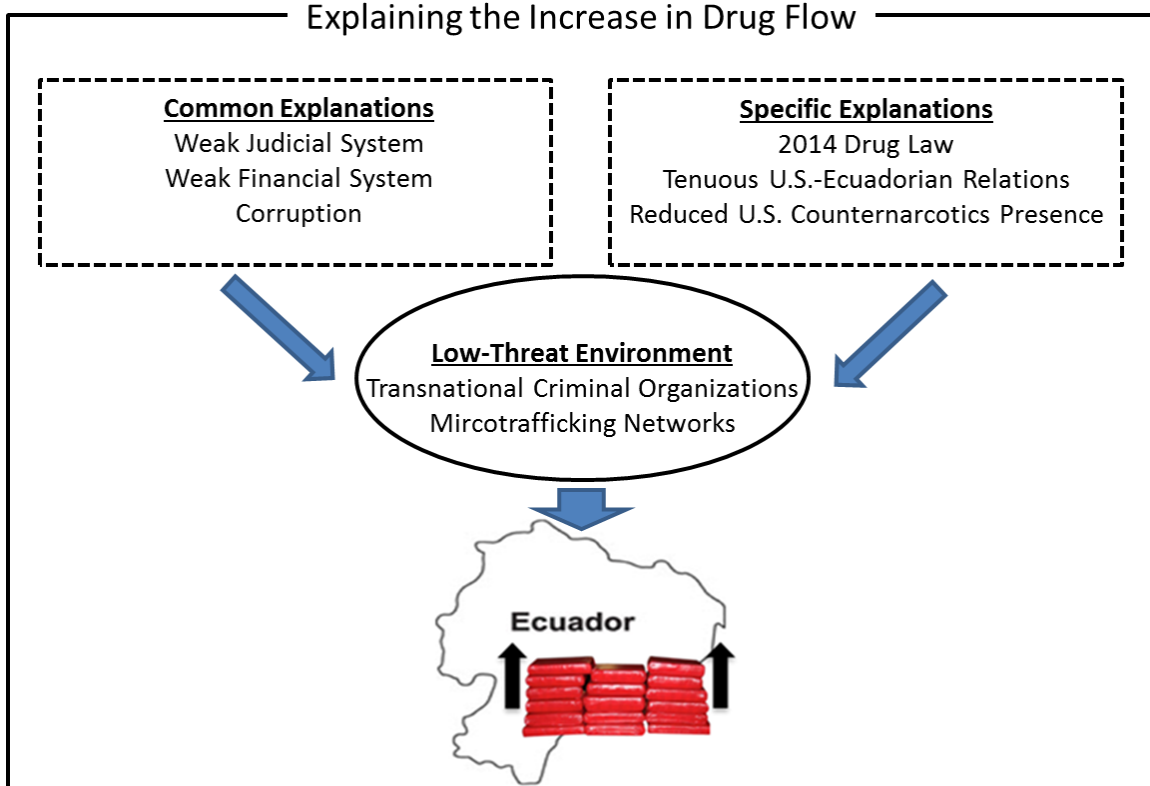 Explaining the Increase in Drug Flow
Common Explanations
Weak Judicial System
Weak Financial System
Corruption
Specific Explanations
2014 Drug Law
Tenuous U.S.-Ecuadorian Relations
Reduced U.S. Counternarcotics Presence
Low-Threat Environment
Transnational Criminal Organizations
Mircotrafficking Networks
Ecuador